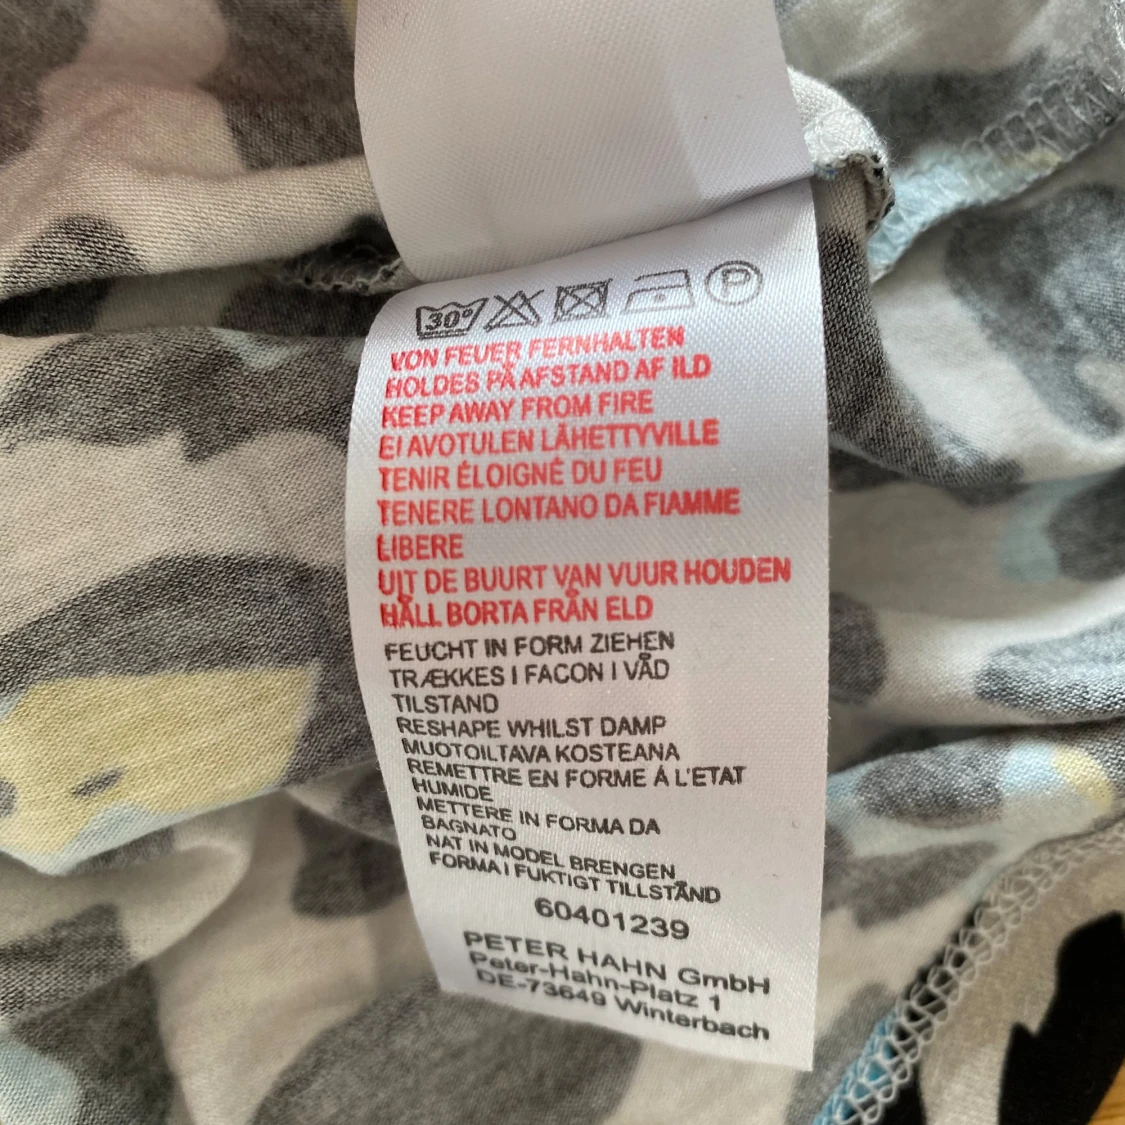 30°
P
VON FEUER FERNHALTEN
HOLDES PÅ AFSTAND AF ILD
KEEP AWAY FROM FIRE
EI AVOTULEN LÄHETTYVILLE
TENIR ÉLOIGNÉ DU FEU
TENERE LONTANO DA FIAMME
LIBERE
UIT DE BUURT VAN VUUR HOUDEN
HÅLL BORTA FRÅN ELD
FEUCHT IN FORM ZIEHEN
TRÆKKES I FACON I VÅD
TILSTAND
RESHAPE WHILST DAMP
MUOTOILTAVA KOSTEANA
REMETTRE EN FORME Á L'ETAT
HUMIDE
METTERE IN FORMA DA
BAGNATO
NAT IN MODEL BRENGEN
FORMA I FUKTIGT TILLSTÅND
60401239
PETER HAHN GmbH
Peter-Hahn-Platz 1
DE-73649 Winterbach